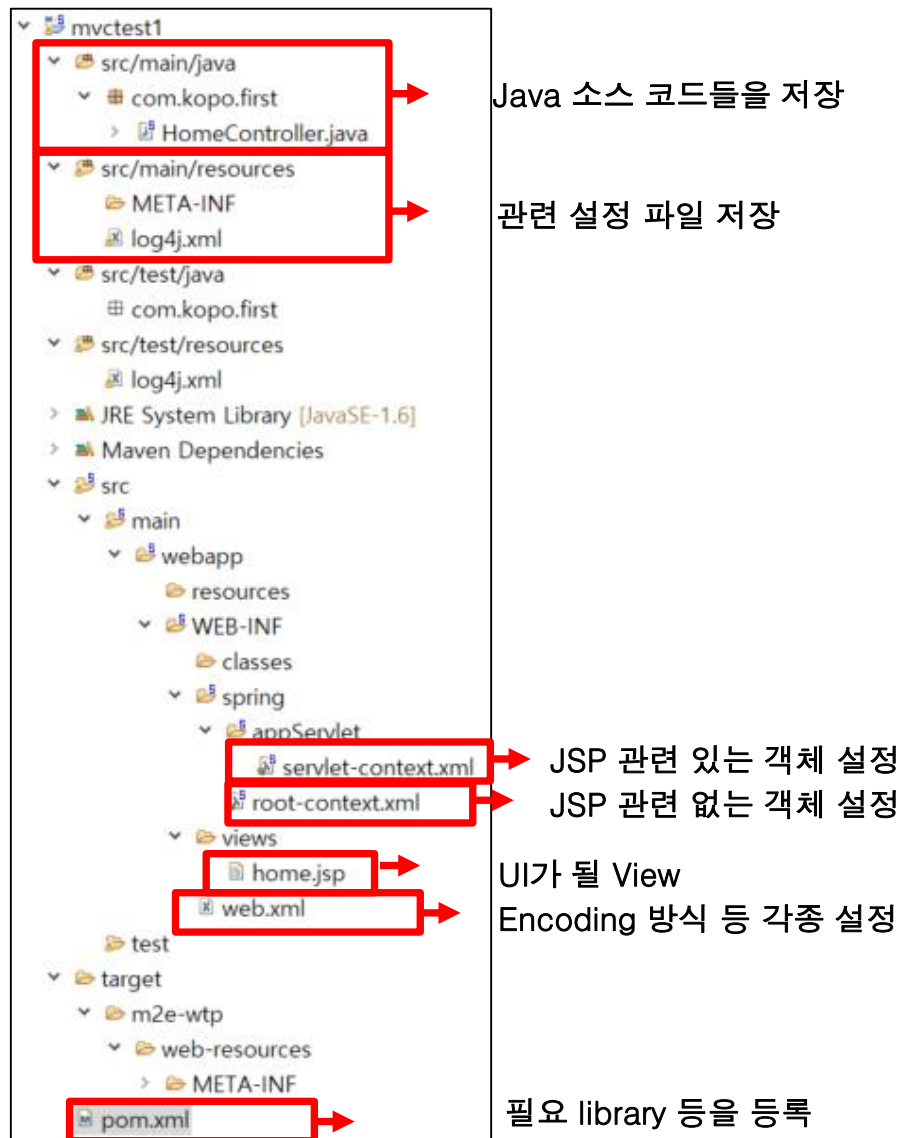 mvctest1
src/main/java
com.kopo.first
Java 소스 코드들을 저장
HomeController.java
src/main/resources
META-INF
관련 설정 파일 저장
log4j.xml
src/test/java
com.kopo.first
src/test/resources
log4j.xml
JRE System Library [JavaSE-1.6]
Maven Dependencies
src
main
webapp
resources
WEB-INF
classes
spring
appServlet
servlet-context.xml
JSP 관련 있는 객체 설정
root-context.xml
JSP 관련 없는 객체 설정
views
home.jsp
UI가 될 View
web.xml
Encoding 방식 등 각종 설정
test
target
m2e-wtp
web-resources
META-INF
pom.xml
필요 library 등을 등록